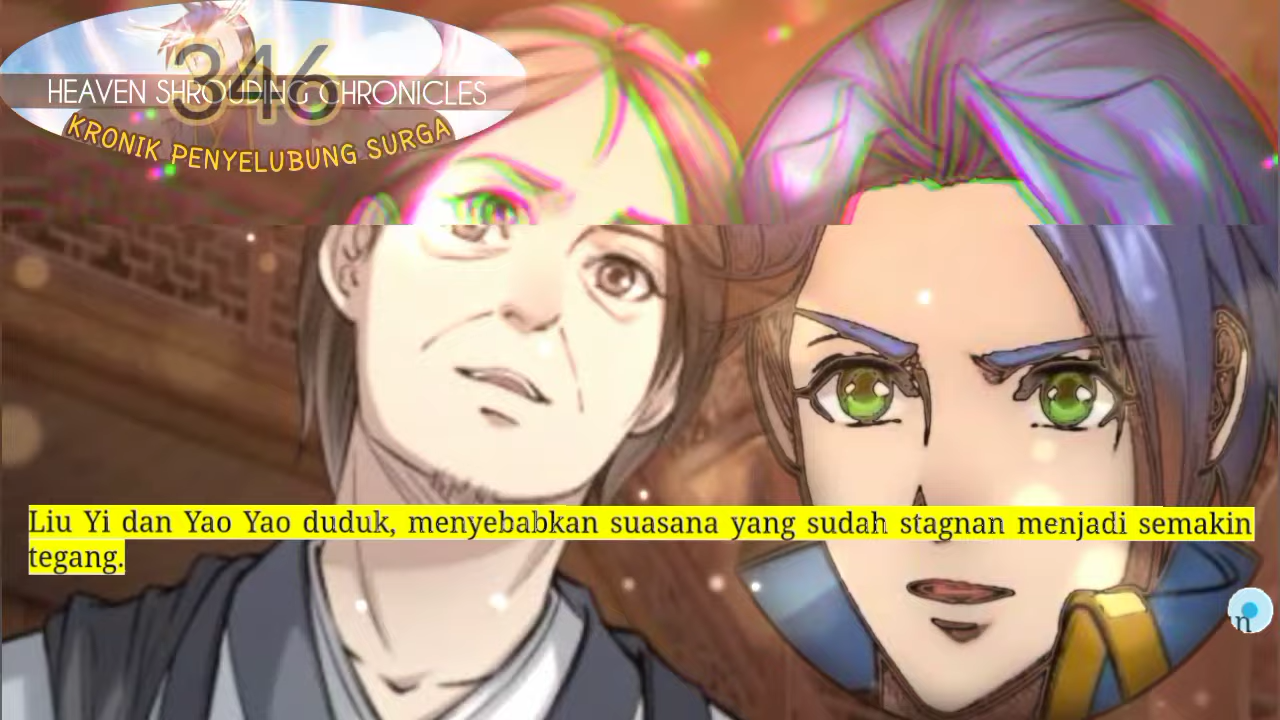 346
HEAVEN SHROUDING CHRONICLES
KRONIK PENYELUBUNG SURGA
Liu Yi dan Yao Yao duduk, menyebabkan suasana yang sudah stagnan menjadi semakin
tegang.
n